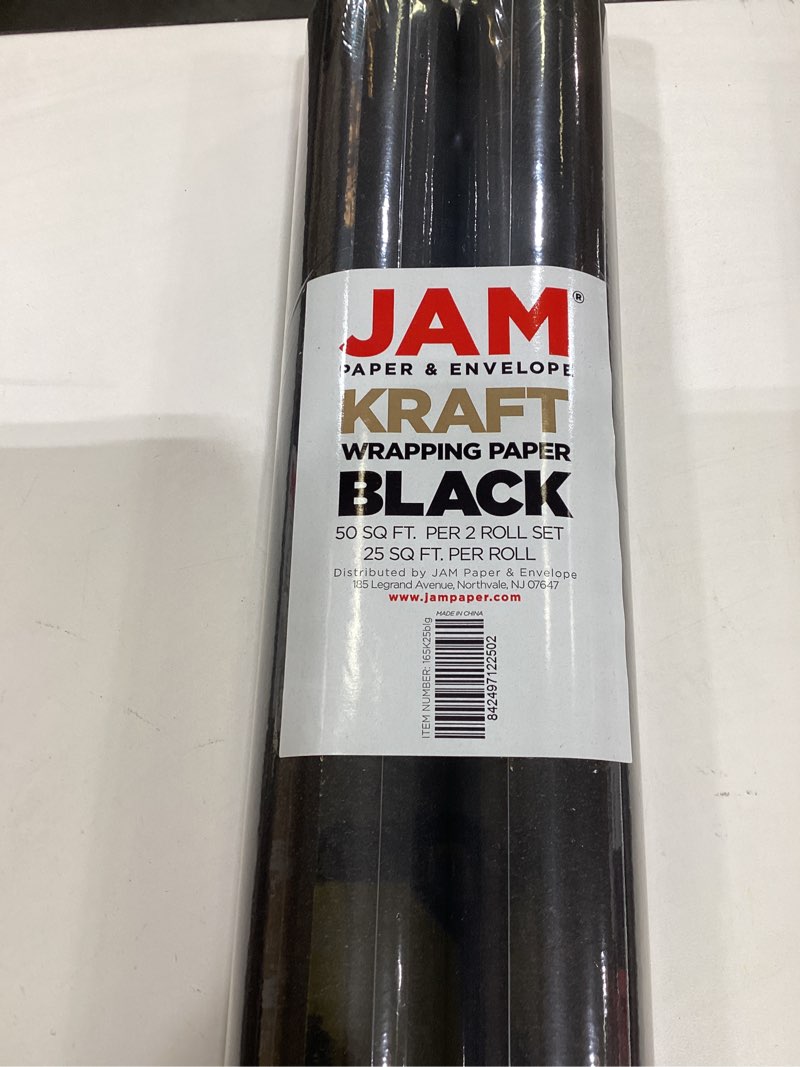 JAM®
PAPER & ENVELOPE
KRAFT
WRAPPING PAPER
BLACK
50 SQ FT. PER 2 ROLL SET
25 SQ FT. PER ROLL
Distributed by JAM Paper & Envelope
185 Legrand Avenue, Northvale, NJ 07647
www.jampaper.com
MADE IN CHINA
ITEM NUMBER: 165K25blg
842497122502